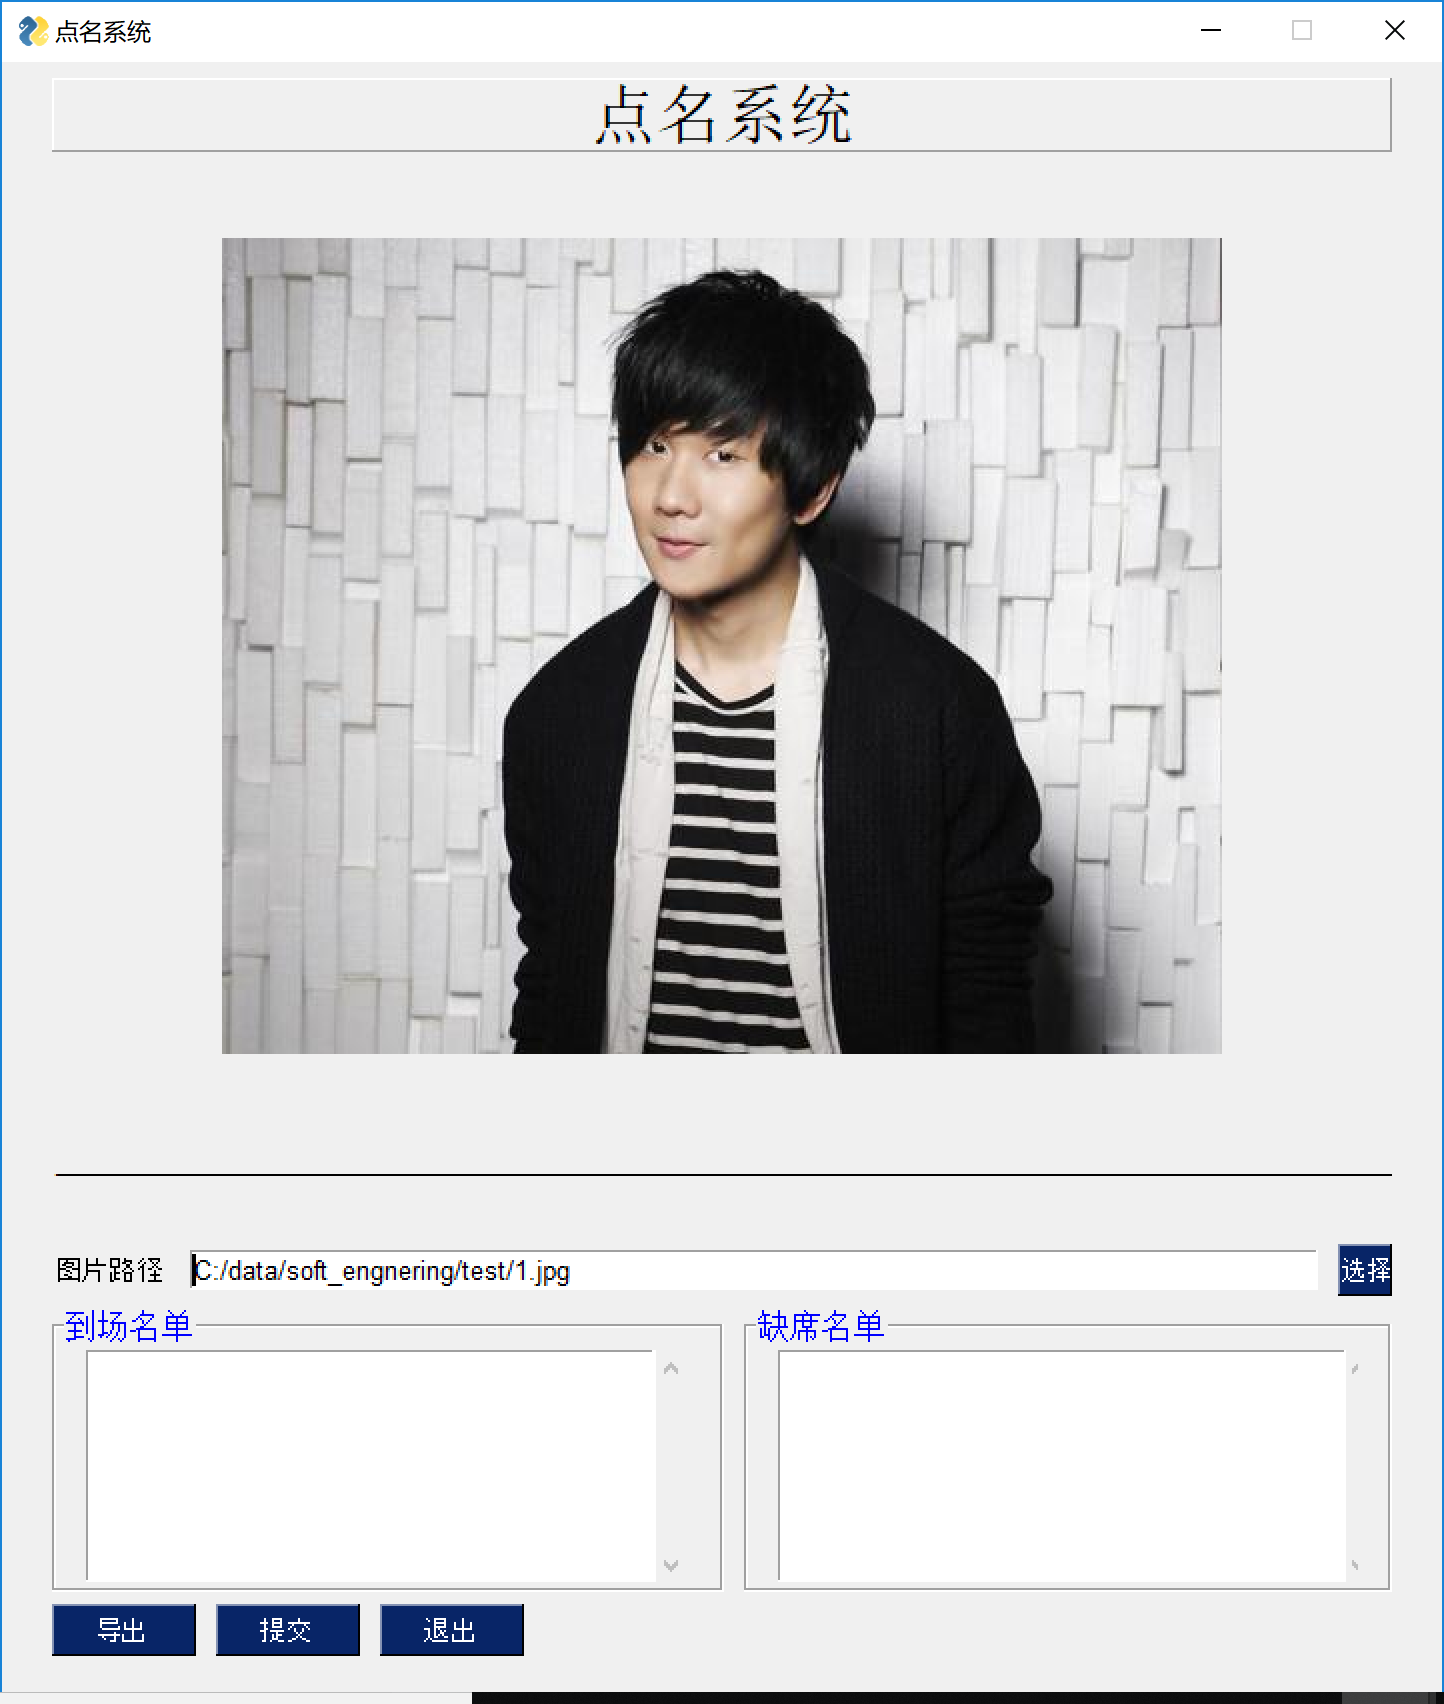 点名系统
点名系统
图片路径 C:/data/soft_engnering/test/1.jpg 选择
到场名单 缺席名单
导出 提交 退出